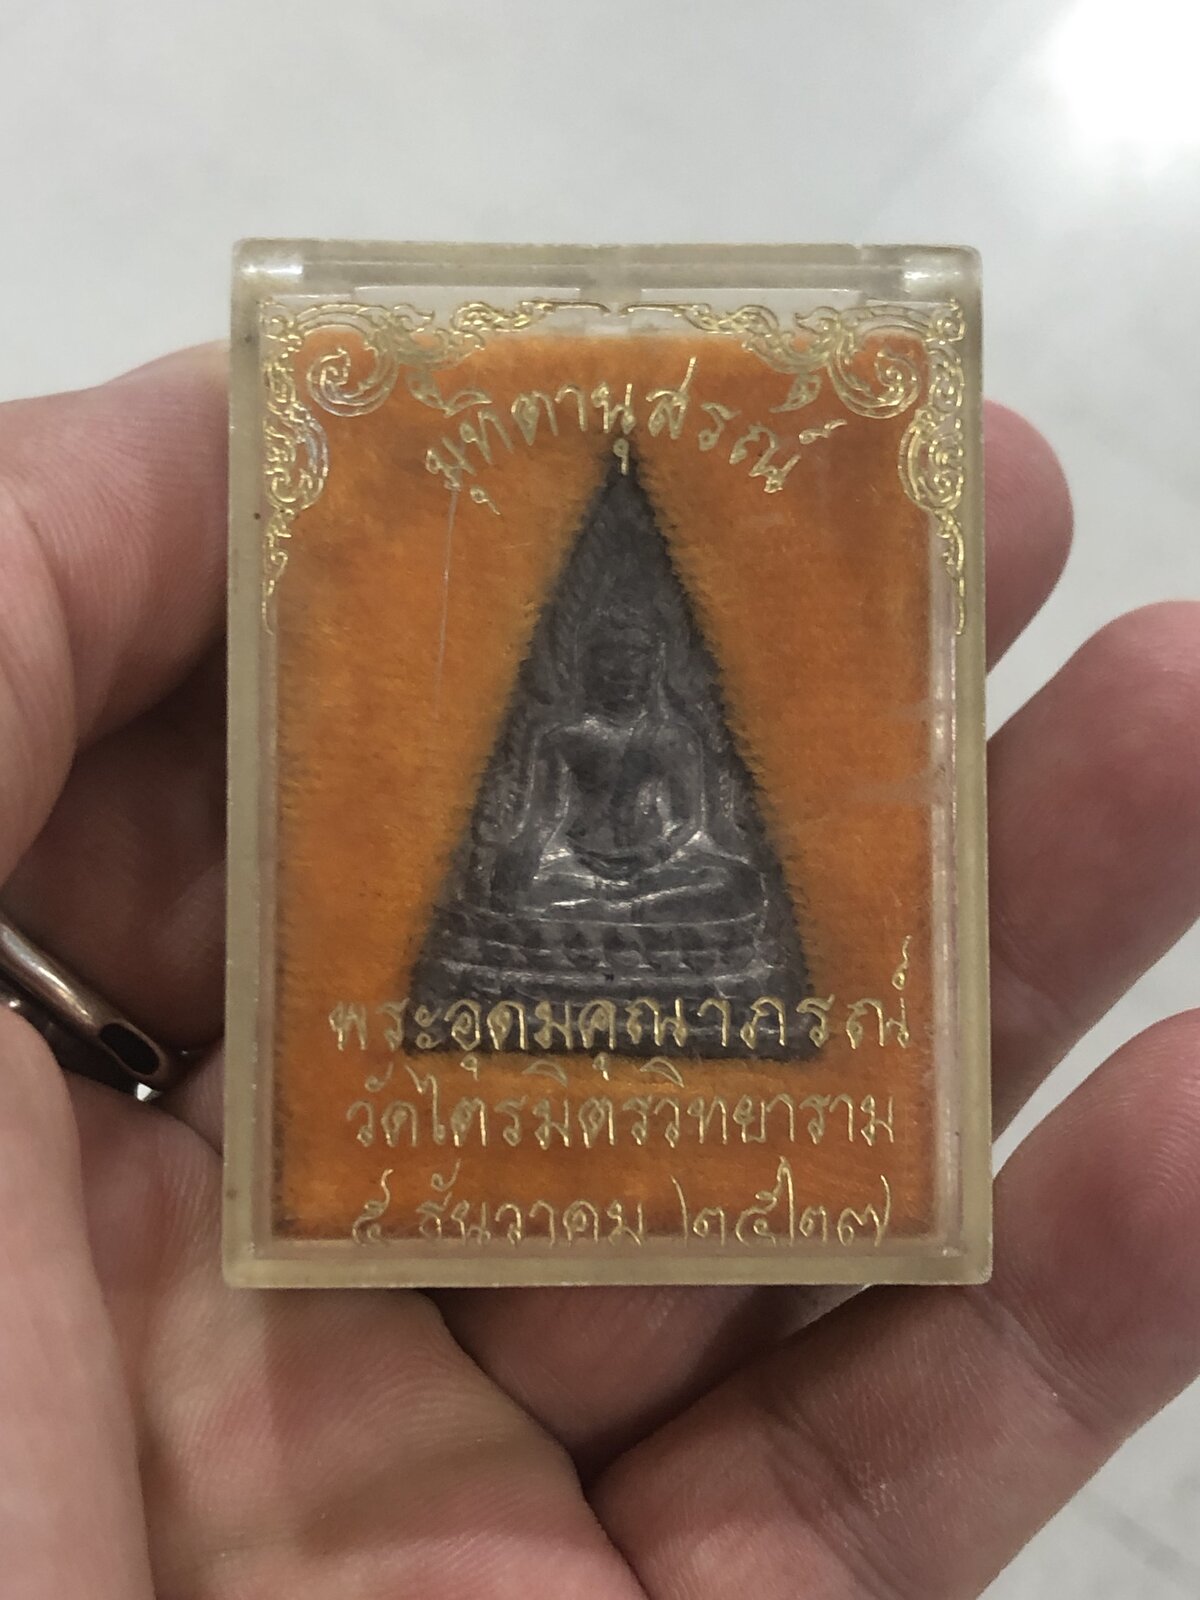 มุทิตานุสรณ์
พระอุดมคุณาภรณ์
วัดไตรมิตรวิทยาราม
๕ ธันวาคม ๒๕๒๗